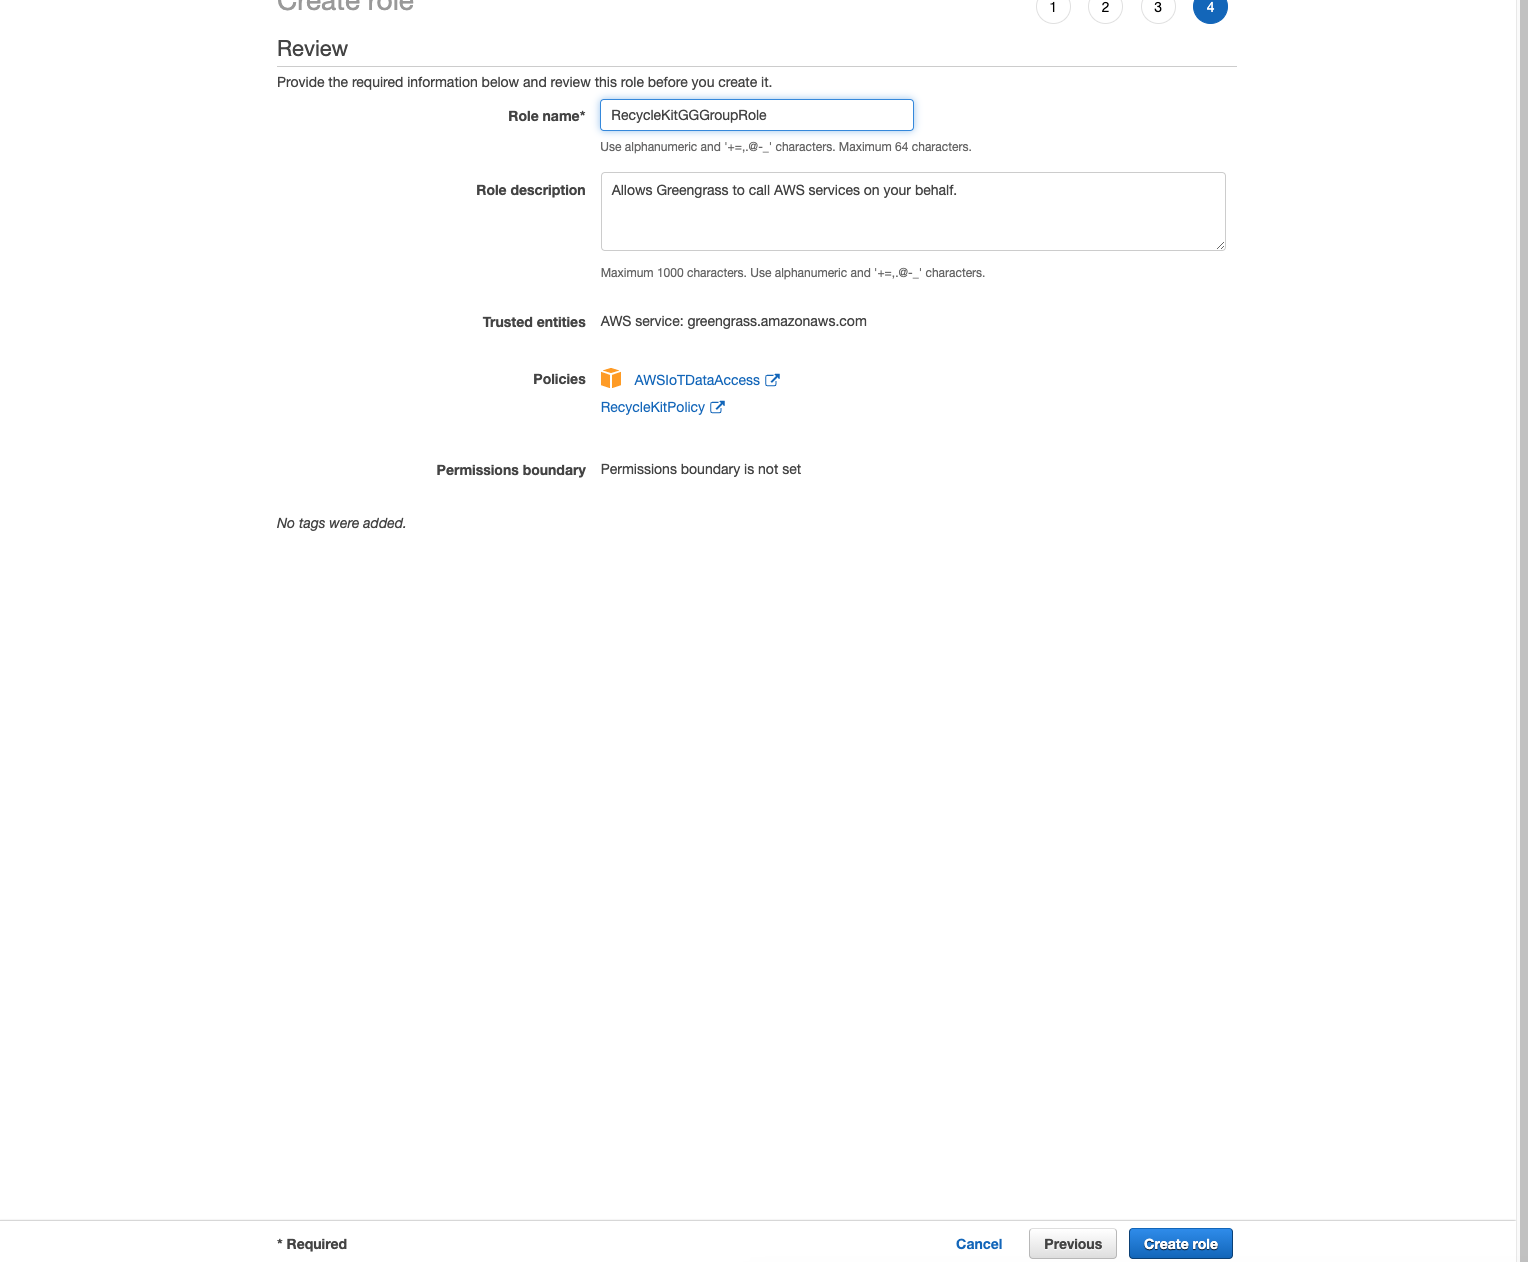 Create role
1 2 3 4
Review
Provide the required information below and review this role before you create it.
Role name* RecycleKitGGGroupRole
Use alphanumeric and '+=,.@-_' characters. Maximum 64 characters.
Role description Allows Greengrass to call AWS services on your behalf.
Maximum 1000 characters. Use alphanumeric and '+=,.@-_' characters.
Trusted entities AWS service: greengrass.amazonaws.com
Policies AWSIoTDataAccess
RecycleKitPolicy
Permissions boundary Permissions boundary is not set
No tags were added.
* Required Cancel Previous Create role